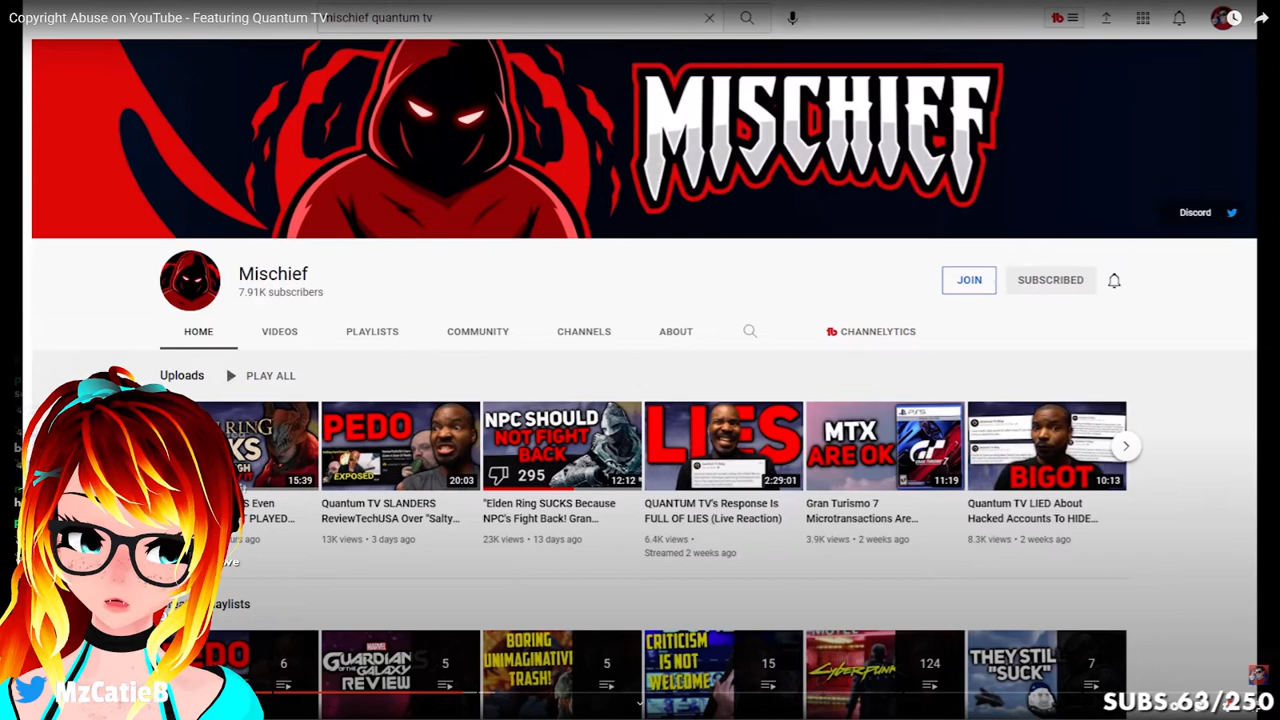 Copyright Abuse on YouTube - Featuring Quantum TV
mischief quantum tv
MISCHIEF
Discord
Mischief
7.91K subscribers
JOIN
SUBSCRIBED
HOME
VIDEOS
PLAYLISTS
COMMUNITY
CHANNELS
ABOUT
CHANNELYTICS
Uploads
PLAY ALL
15:39
PEDO
EXPOSED
20:03
NPC SHOULD
NOT FIGHT
BACK
295
12:12
LIES
2:29:01
MTX
ARE OK
PS5
11:19
BIGOT
10:13
Even
PLAYED...
Quantum TV SLANDERS
ReviewTechUSA Over "Salty...
13K views • 3 days ago
"Elden Ring SUCKS Because
NPC's Fight Back! Gran...
23K views • 13 days ago
QUANTUM TV's Response Is
FULL OF LIES (Live Reaction)
6.4K views •
Streamed 2 weeks ago
Gran Turismo 7
Microtransactions Are...
3.9K views • 2 weeks ago
Quantum TV LIED About
Hacked Accounts To HIDE...
8.3K views • 2 weeks ago
6
MARVEL
GUARDIANS
OF THE GALAXY
REVIEW
5
BORING
UNIMAGINATIVE
TRASH!
5
CRITICISM
IS NOT
WELCOME
15
CYBERPUNK
124
THEY STIL
"SUCK"
7
MzCatieB
SUBS.63/250